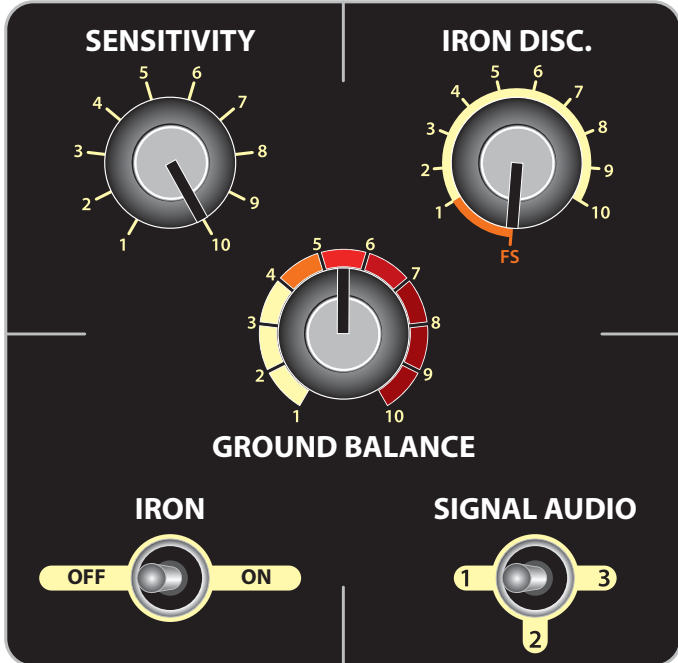 SENSITIVITY
1 2 3 4 5 6 7 8 9 10
IRON DISC.
FS 1 2 3 4 5 6 7 8 9 10
1 2 3 4 5 6 7 8 9 10
GROUND BALANCE
IRON
OFF ON
SIGNAL AUDIO
1 3
2